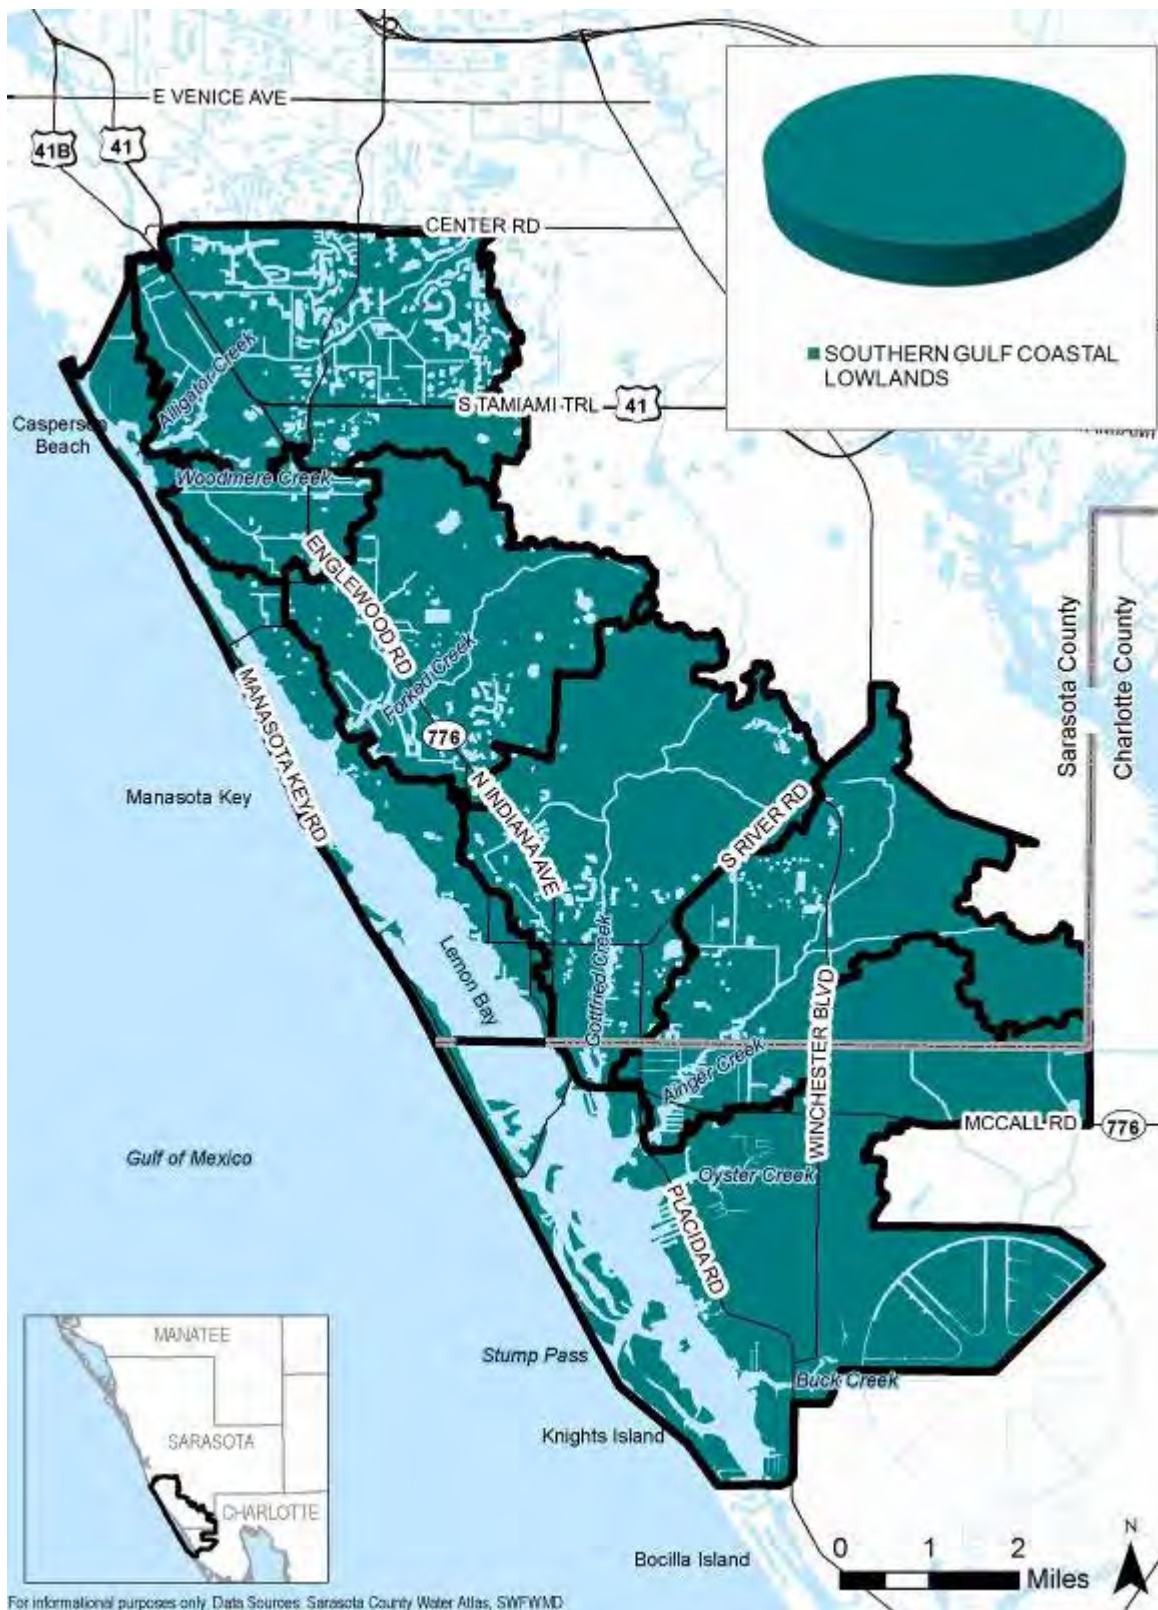 E VENICE AVE
41B
41
CENTER RD
SOUTHERN GULF COASTAL
LOWLANDS
Alligator Creek
S TAMIAMI TRL
41
Caspersen
Beach
Woodmere Creek
ENGLEWOOD RD
Sarasota County
Charlotte County
Forked Creek
MANASOTA KEY RD
776
Manasota Key
N INDIANA AVE
S RIVER RD
Lemon Bay
Gottfried Creek
WINCHESTER BLVD
Ainger Creek
MCCALL RD
776
Gulf of Mexico
Oyster Creek
PLACIDA RD
MANATEE
Stump Pass
Buck Creek
SARASOTA
Knights Island
CHARLOTTE
N
0 1 2
Miles
Bocilla Island
For informational purposes only. Data Sources: Sarasota County Water Atlas, SWFWMD